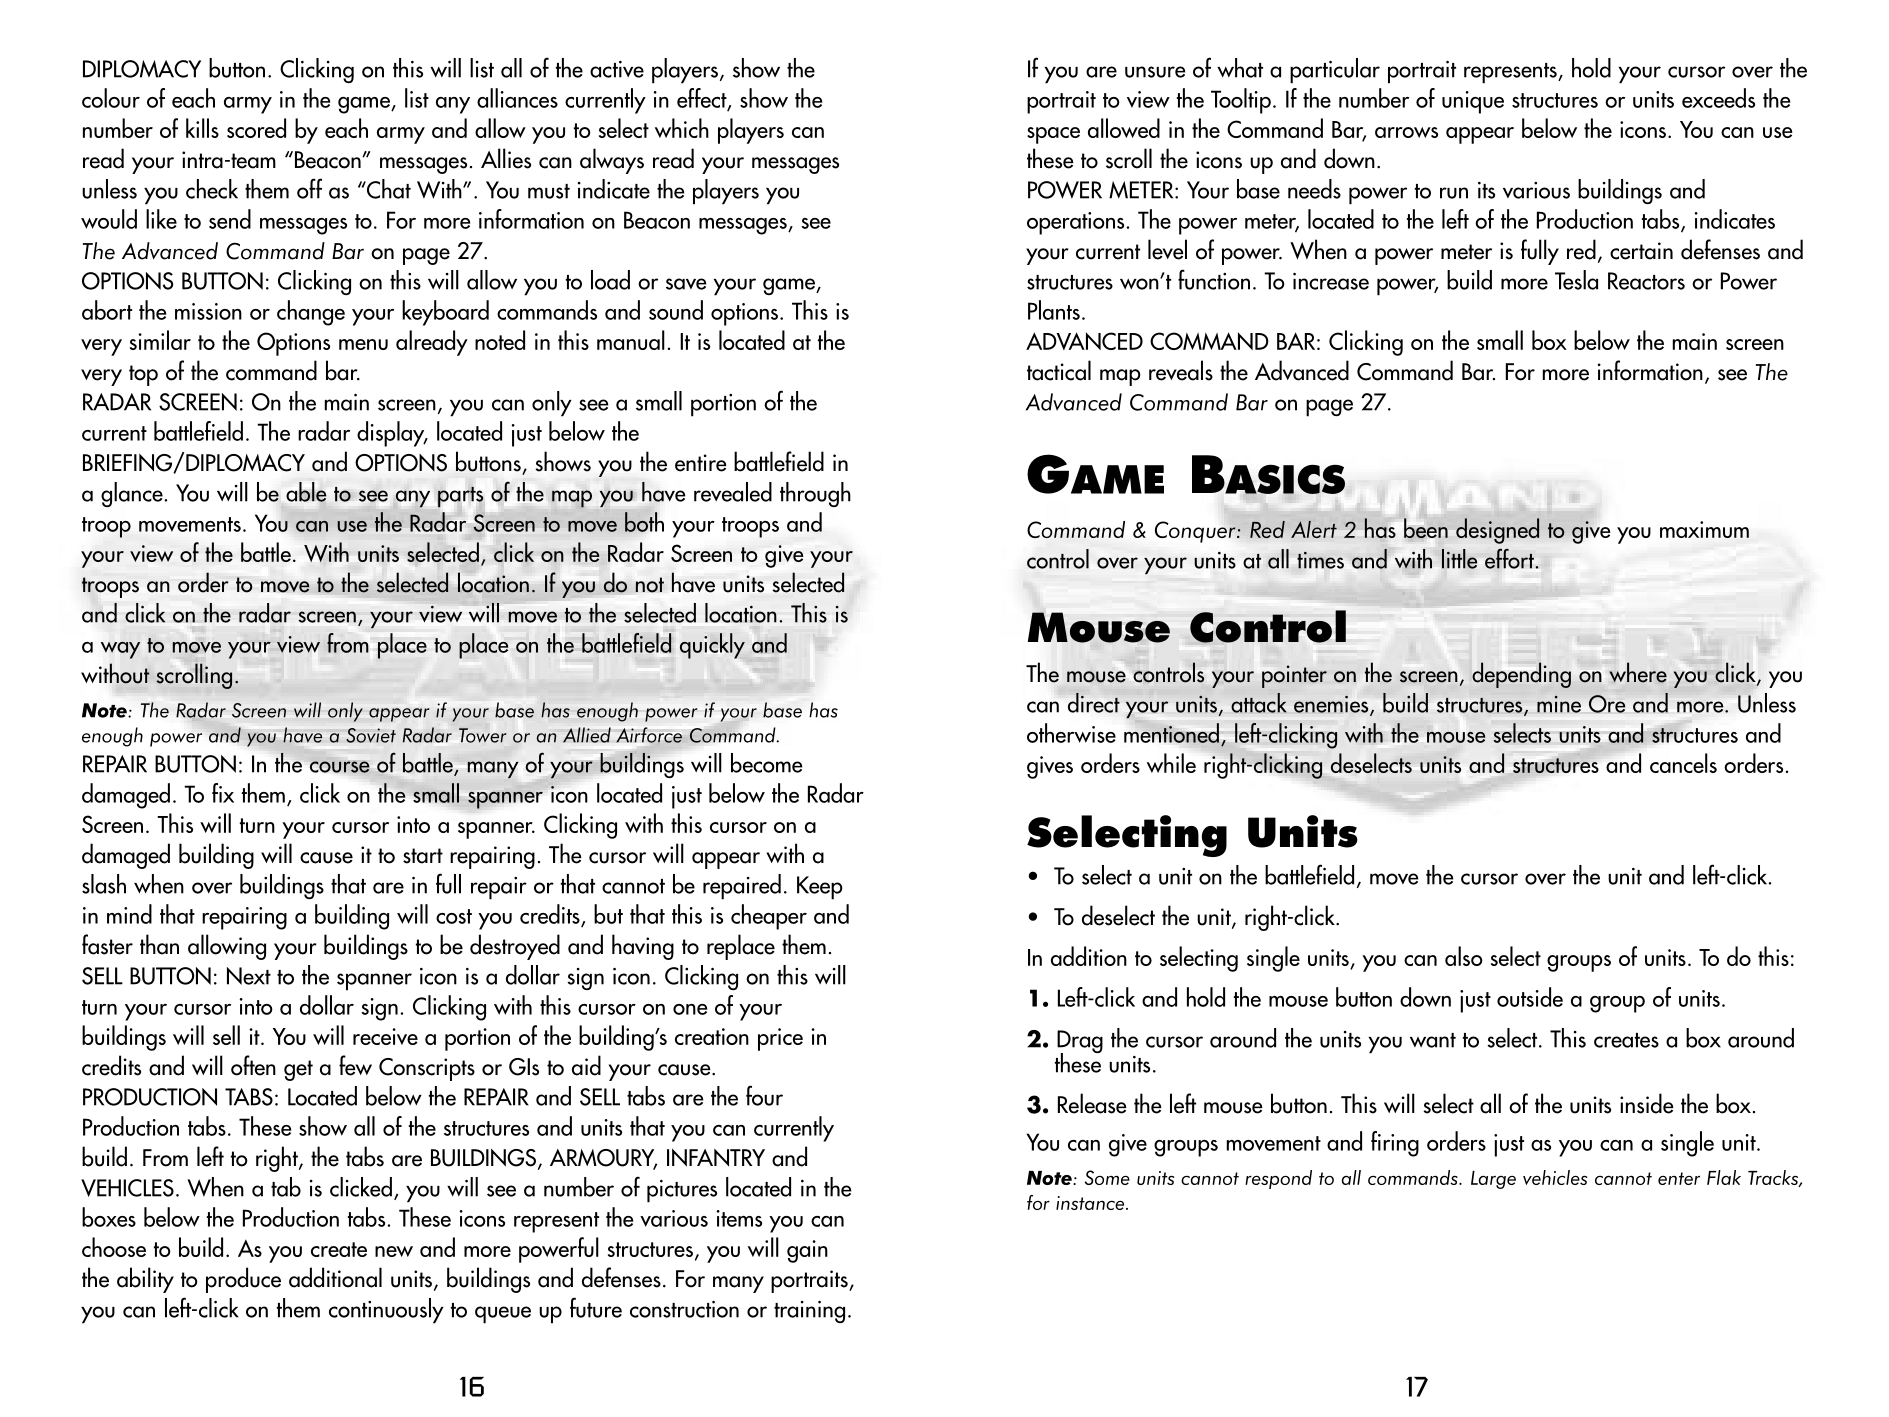 DIPLOMACY button. Clicking on this will list all of the active players, show the
colour of each army in the game, list any alliances currently in effect, show the
number of kills scored by each army and allow you to select which players can
read your intra-team “Beacon” messages. Allies can always read your messages
unless you check them off as “Chat With”. You must indicate the players you
would like to send messages to. For more information on Beacon messages, see
The Advanced Command Bar on page 27.
OPTIONS BUTTON: Clicking on this will allow you to load or save your game,
abort the mission or change your keyboard commands and sound options. This is
very similar to the Options menu already noted in this manual. It is located at the
very top of the command bar.
RADAR SCREEN: On the main screen, you can only see a small portion of the
current battlefield. The radar display, located just below the
BRIEFING/DIPLOMACY and OPTIONS buttons, shows you the entire battlefield in
a glance. You will be able to see any parts of the map you have revealed through
troop movements. You can use the Radar Screen to move both your troops and
your view of the battle. With units selected, click on the Radar Screen to give your
troops an order to move to the selected location. If you do not have units selected
and click on the radar screen, your view will move to the selected location. This is
a way to move your view from place to place on the battlefield quickly and
without scrolling.
Note: The Radar Screen will only appear if your base has enough power if your base has
enough power and you have a Soviet Radar Tower or an Allied Airforce Command.
REPAIR BUTTON: In the course of battle, many of your buildings will become
damaged. To fix them, click on the small spanner icon located just below the Radar
Screen. This will turn your cursor into a spanner. Clicking with this cursor on a
damaged building will cause it to start repairing. The cursor will appear with a
slash when over buildings that are in full repair or that cannot be repaired. Keep
in mind that repairing a building will cost you credits, but that this is cheaper and
faster than allowing your buildings to be destroyed and having to replace them.
SELL BUTTON: Next to the spanner icon is a dollar sign icon. Clicking on this will
turn your cursor into a dollar sign. Clicking with this cursor on one of your
buildings will sell it. You will receive a portion of the building’s creation price in
credits and will often get a few Conscripts or GIs to aid your cause.
PRODUCTION TABS: Located below the REPAIR and SELL tabs are the four
Production tabs. These show all of the structures and units that you can currently
build. From left to right, the tabs are BUILDINGS, ARMOURY, INFANTRY and
VEHICLES. When a tab is clicked, you will see a number of pictures located in the
boxes below the Production tabs. These icons represent the various items you can
choose to build. As you create new and more powerful structures, you will gain
the ability to produce additional units, buildings and defenses. For many portraits,
you can left-click on them continuously to queue up future construction or training.
16
If you are unsure of what a particular portrait represents, hold your cursor over the
portrait to view the Tooltip. If the number of unique structures or units exceeds the
space allowed in the Command Bar, arrows appear below the icons. You can use
these to scroll the icons up and down.
POWER METER: Your base needs power to run its various buildings and
operations. The power meter, located to the left of the Production tabs, indicates
your current level of power. When a power meter is fully red, certain defenses and
structures won’t function. To increase power, build more Tesla Reactors or Power
Plants.
ADVANCED COMMAND BAR: Clicking on the small box below the main screen
tactical map reveals the Advanced Command Bar. For more information, see The
Advanced Command Bar on page 27.
GAME BASICS
Command & Conquer: Red Alert 2 has been designed to give you maximum
control over your units at all times and with little effort.
Mouse Control
The mouse controls your pointer on the screen, depending on where you click, you
can direct your units, attack enemies, build structures, mine Ore and more. Unless
otherwise mentioned, left-clicking with the mouse selects units and structures and
gives orders while right-clicking deselects units and structures and cancels orders.
Selecting Units
• To select a unit on the battlefield, move the cursor over the unit and left-click.
• To deselect the unit, right-click.
In addition to selecting single units, you can also select groups of units. To do this:
1. Left-click and hold the mouse button down just outside a group of units.
2. Drag the cursor around the units you want to select. This creates a box around
these units.
3. Release the left mouse button. This will select all of the units inside the box.
You can give groups movement and firing orders just as you can a single unit.
Note: Some units cannot respond to all commands. Large vehicles cannot enter Flak Tracks,
for instance.
17